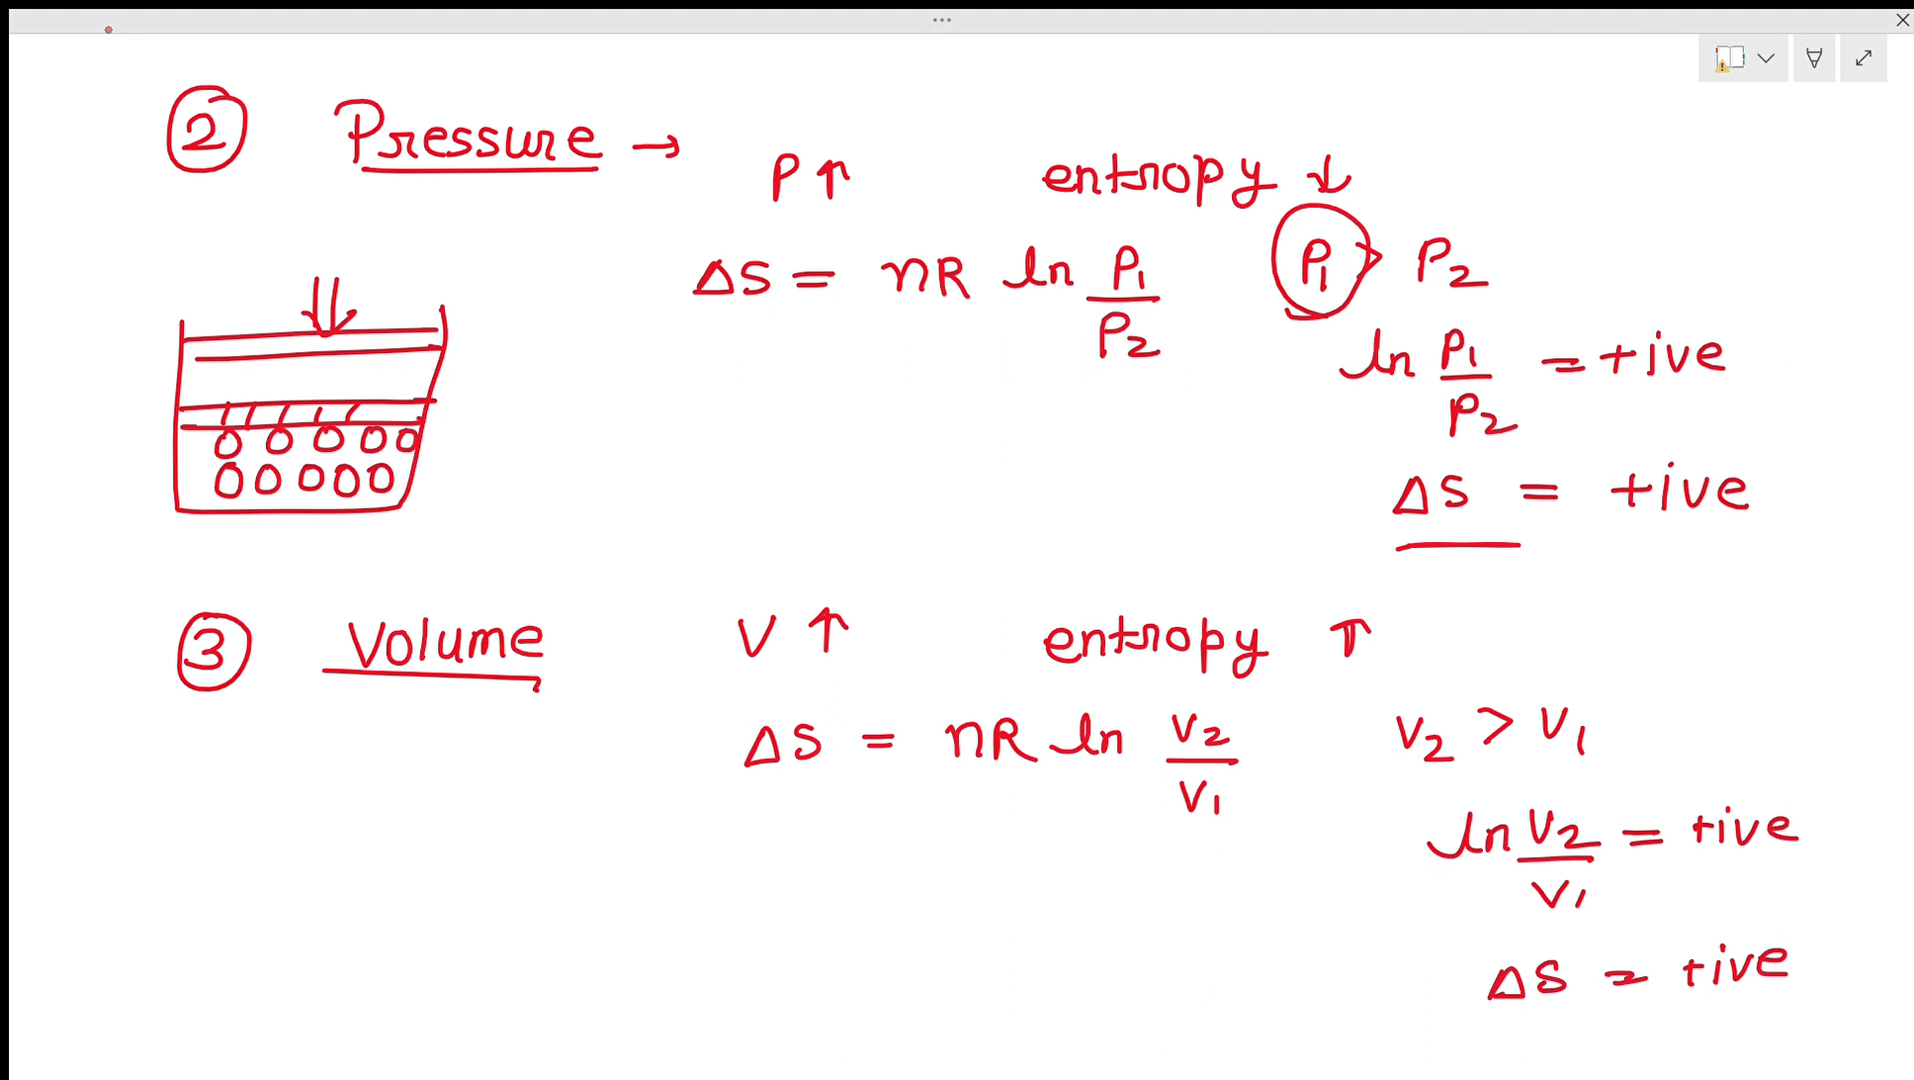 ② Pressure → P↑ entropy ↓
ΔS = nR ln P₁/P₂ P₁ > P₂
ln P₁/P₂ = +ive
ΔS = +ive
③ Volume V ↑ entropy ↑
ΔS = nR ln V₂/V₁ V₂ > V₁
ln V₂/V₁ = +ive
ΔS = +ive